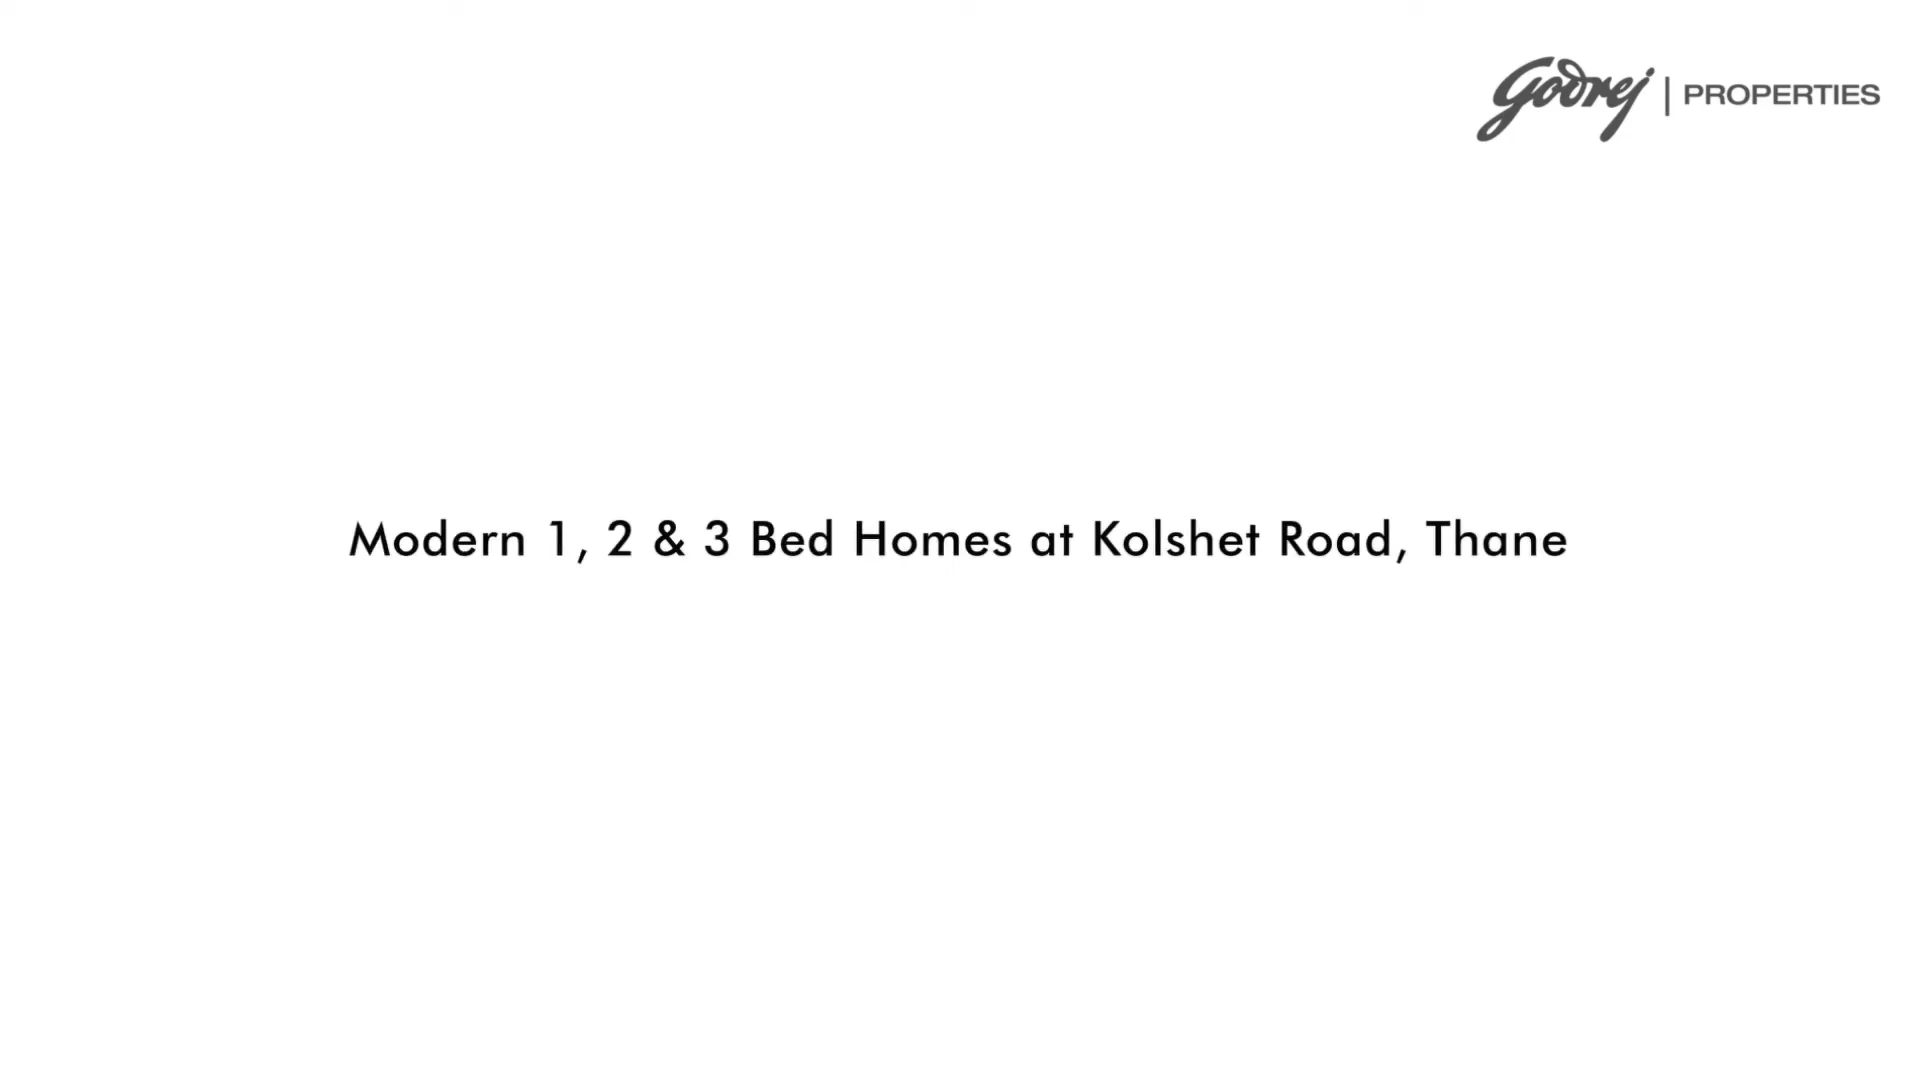 Godrej | PROPERTIES
Modern 1, 2 & 3 Bed Homes at Kolshet Road, Thane